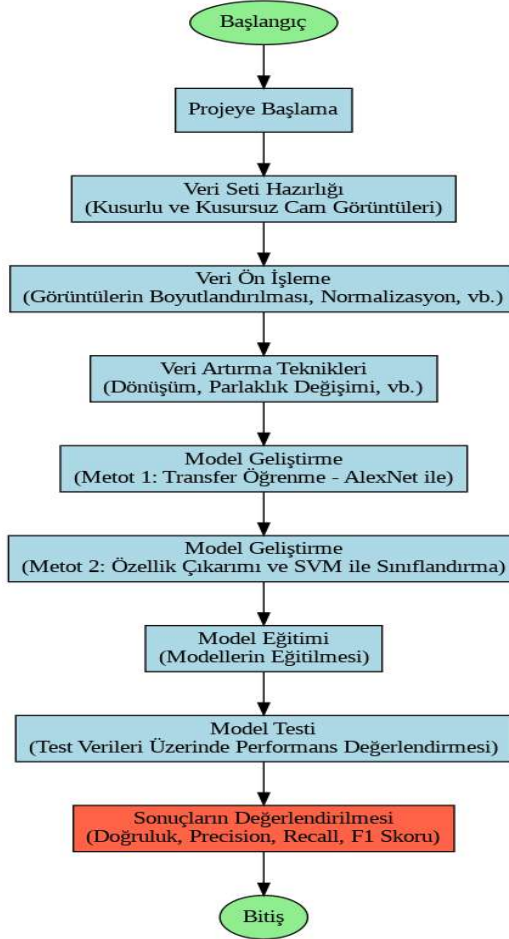 Başlangıç
Projeye Başlama
Veri Seti Hazırlığı
(Kusurlu ve Kusursuz Cam Görüntüleri)
Veri Ön İşleme
(Görüntülerin Boyutlandırılması, Normalizasyon, vb.)
Veri Artırma Teknikleri
(Dönüşüm, Parlaklık Değişimi, vb.)
Model Geliştirme
(Metot 1: Transfer Öğrenme - AlexNet ile)
Model Geliştirme
(Metot 2: Özellik Çıkarımı ve SVM ile Sınıflandırma)
Model Eğitimi
(Modellerin Eğitilmesi)
Model Testi
(Test Verileri Üzerinde Performans Değerlendirmesi)
Sonuçların Değerlendirilmesi
(Doğruluk, Precision, Recall, F1 Skoru)
Bitiş